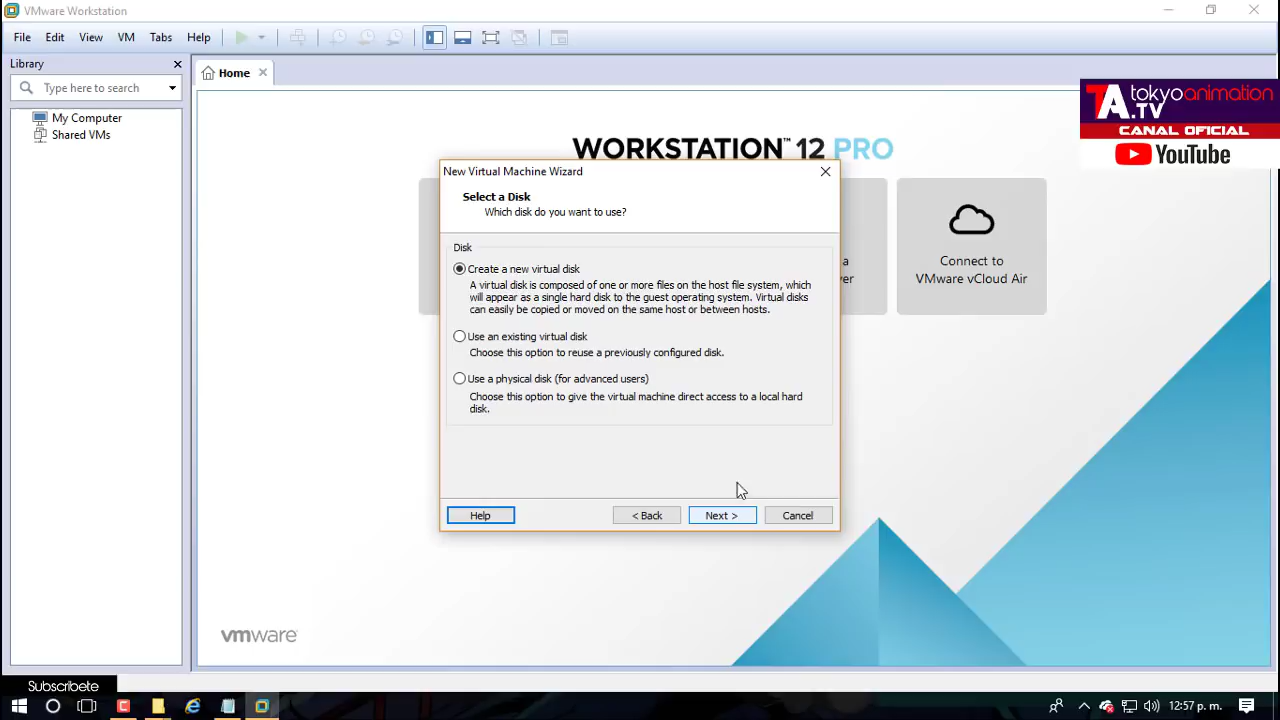 VMware Workstation
File Edit View VM Tabs Help
Library
Type here to search
My Computer
Shared VMs
Home
tokyoanimation
TA.TV
CANAL OFICIAL
YouTube
WORKSTATION™ 12 PRO
New Virtual Machine Wizard
Select a Disk
Which disk do you want to use?
Disk
Create a new virtual disk
A virtual disk is composed of one or more files on the host file system, which
will appear as a single hard disk to the guest operating system. Virtual disks
can easily be copied or moved on the same host or between hosts.
Use an existing virtual disk
Choose this option to reuse a previously configured disk.
Use a physical disk (for advanced users)
Choose this option to give the virtual machine direct access to a local hard
disk.
Help < Back Next > Cancel
a
ver
Connect to
VMware vCloud Air
vmware
Subscribete
12:57 p. m.